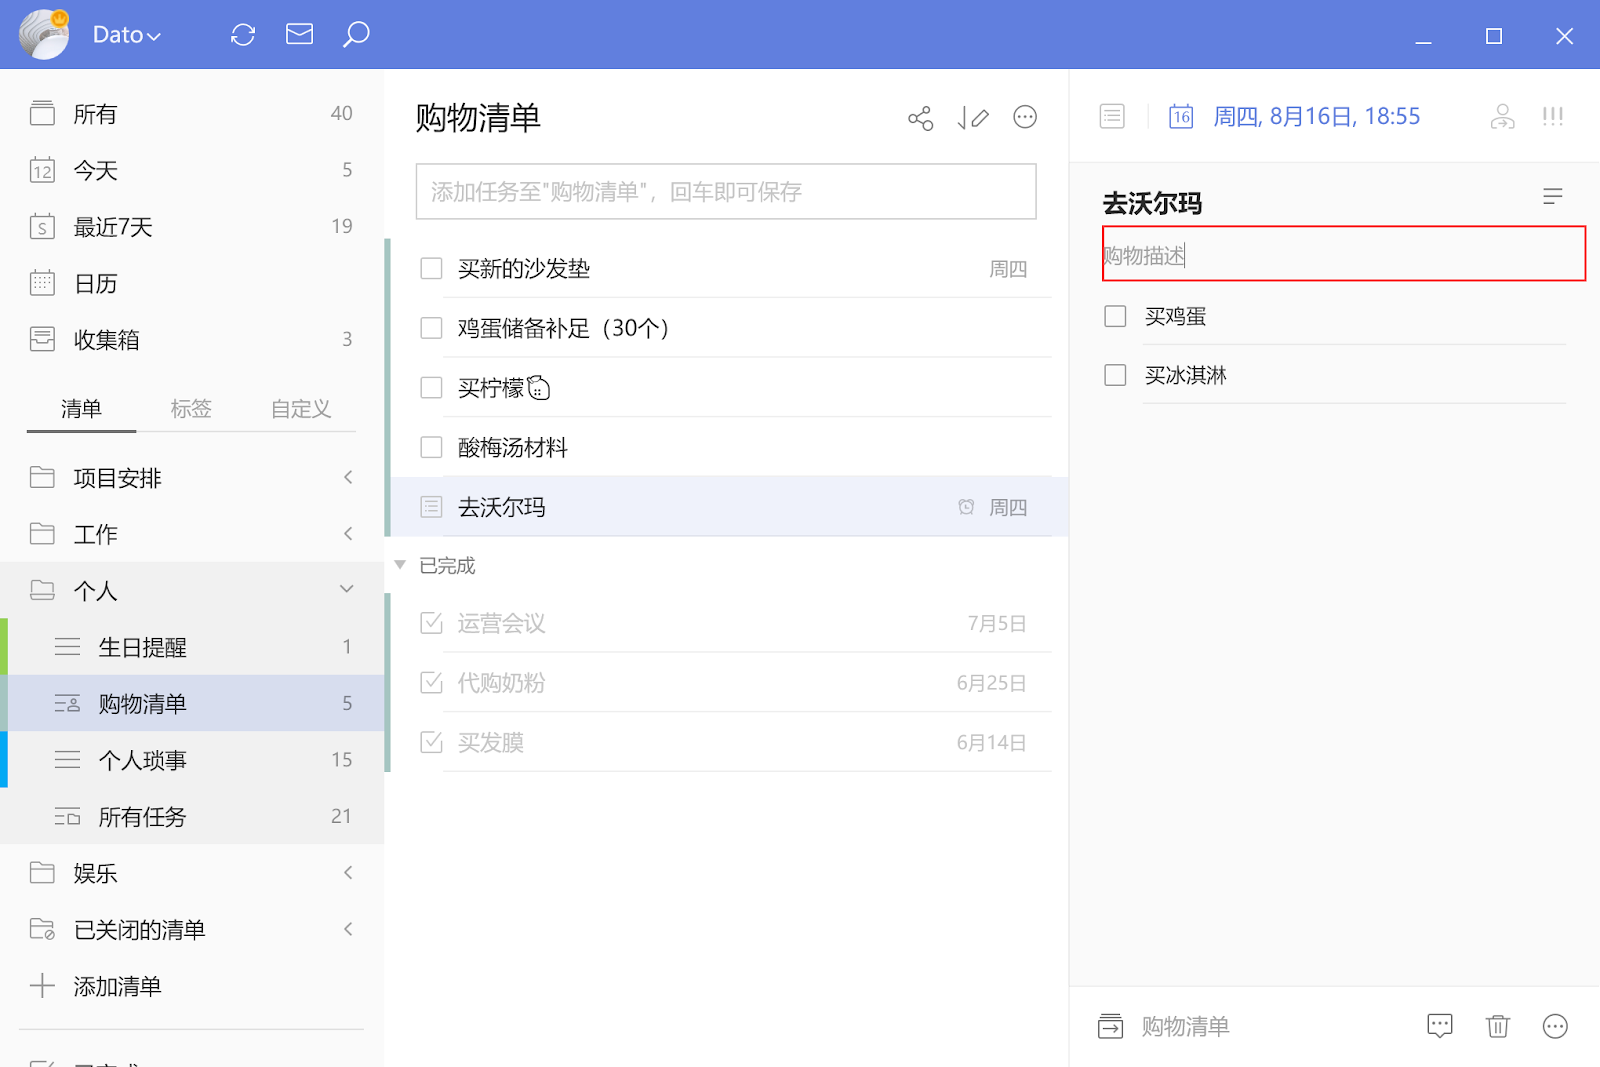 Dato
所有 40
12 今天 5
S 最近7天 19
日历
收集箱 3
清单 标签 自定义
项目安排
工作
个人
生日提醒 1
购物清单 5
个人琐事 15
所有任务 21
娱乐
已关闭的清单
添加清单
购物清单
添加任务至"购物清单"，回车即可保存
买新的沙发垫 周四
鸡蛋储备补足（30个）
买柠檬
酸梅汤材料
去沃尔玛 周四
已完成
运营会议 7月5日
代购奶粉 6月25日
买发膜 6月14日
16 周四, 8月16日, 18:55 !!!
去沃尔玛
购物描述
买鸡蛋
买冰淇淋
购物清单